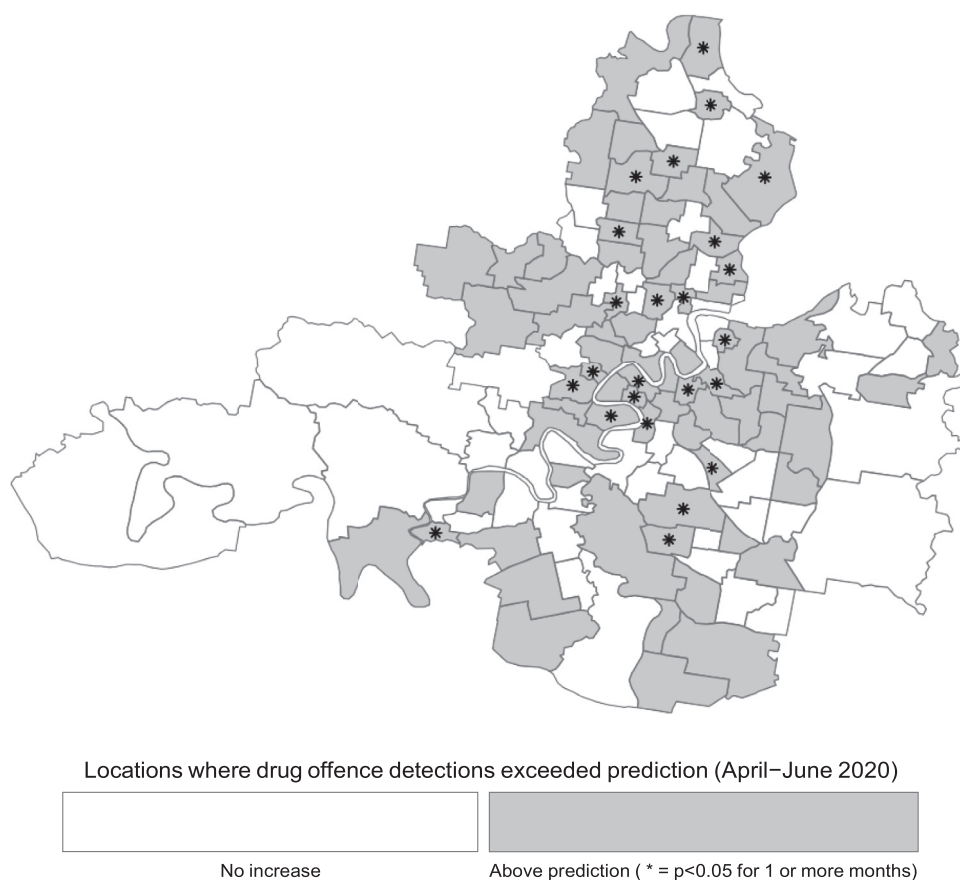 Locations where drug offence detections exceeded prediction (April−June 2020)
No increase
Above prediction ( * = p<0.05 for 1 or more months)